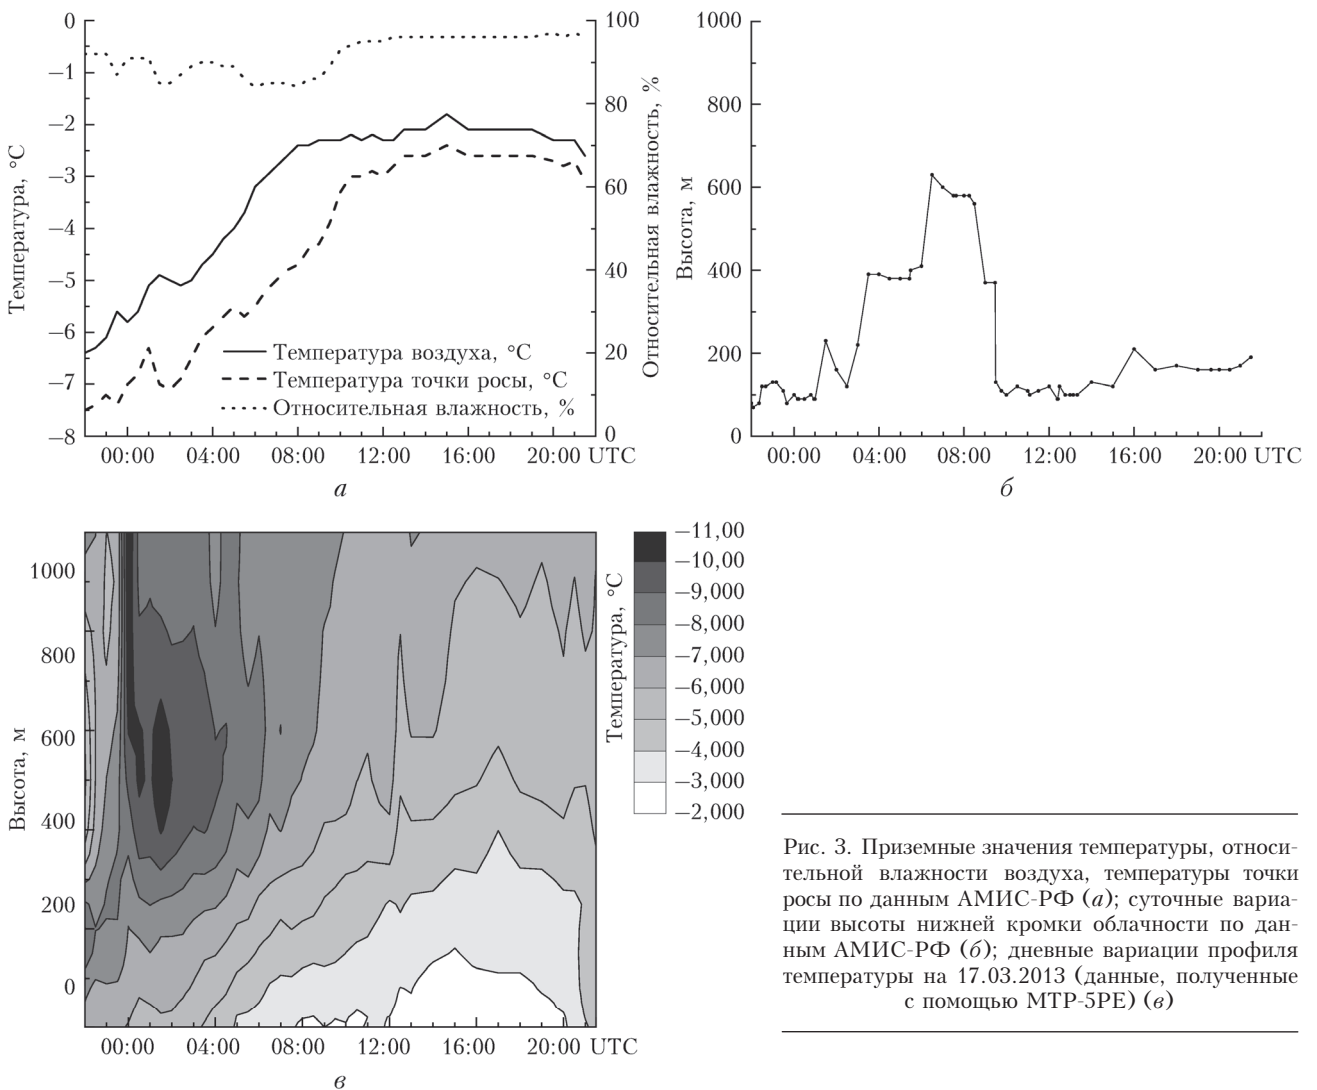 0
−1
−2
−3
−4
−5
−6
−7
−8
Температура, °C
100
80
60
40
20
0
Относительная влажность, %
Температура воздуха, °C
Температура точки росы, °C
Относительная влажность, %
00:00 04:00 08:00 12:00 16:00 20:00 UTC
а
1000
800
600
400
200
0
Высота, м
00:00 04:00 08:00 12:00 16:00 20:00 UTC
б
1000
800
600
400
200
0
Высота, м
00:00 04:00 08:00 12:00 16:00 20:00 UTC
в
Температура, °C
−11,00
−10,00
−9,000
−8,000
−7,000
−6,000
−5,000
−4,000
−3,000
−2,000
Рис. 3. Приземные значения температуры, относи-
тельной влажности воздуха, температуры точки
росы по данным АМИС-РФ (а); суточные вариа-
ции высоты нижней кромки облачности по дан-
ным АМИС-РФ (б); дневные вариации профиля
температуры на 17.03.2013 (данные, полученные
с помощью МТР-5РЕ) (в)